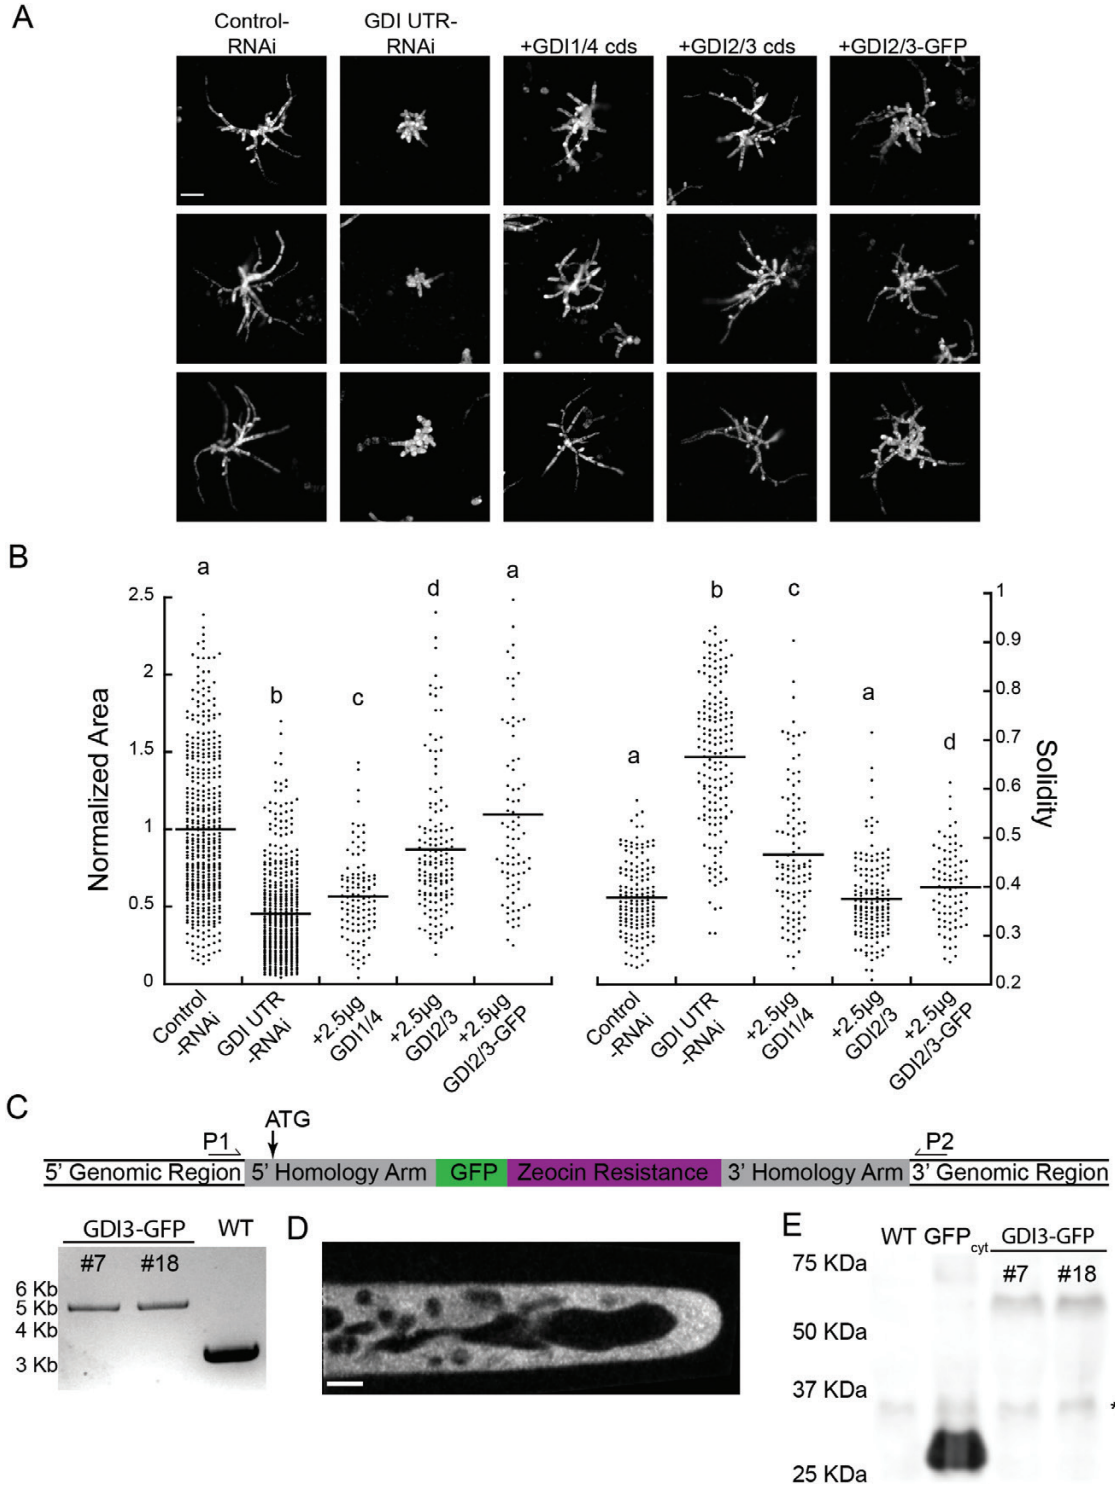 A
Control-
RNAi
GDI UTR-
RNAi
+GDI1/4 cds
+GDI2/3 cds
+GDI2/3-GFP
B
Normalized Area
2.5
2
1.5
1
0.5
0
a
b
c
d
a
Control
-RNAi
GDI UTR
-RNAi
+2.5µg
GDI1/4
+2.5µg
GDI2/3
+2.5µg
GDI2/3-GFP
a
b
c
a
d
1
0.9
0.8
0.7
0.6
0.5
0.4
0.3
0.2
Solidity
Control
-RNAi
GDI UTR
-RNAi
+2.5µg
GDI1/4
+2.5µg
GDI2/3
+2.5µg
GDI2/3-GFP
C
ATG
P1
P2
5' Genomic Region
5' Homology Arm
GFP
Zeocin Resistance
3' Homology Arm
3' Genomic Region
GDI3-GFP
WT
#7
#18
6 Kb
5 Kb
4 Kb
3 Kb
D
E
WT
GFPcyt
GDI3-GFP
#7
#18
75 KDa
50 KDa
37 KDa
25 KDa
*